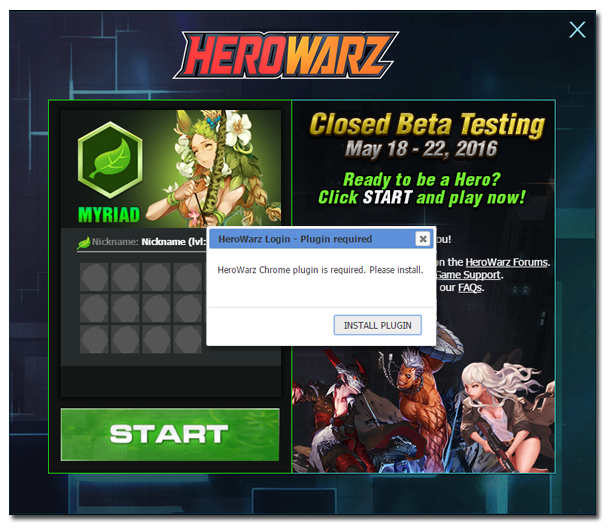 HEROWARZ
Closed Beta Testing
May 18 - 22, 2016
Ready to be a Hero?
Click START and play now!
MYRIAD
Nickname: Nickname (lvl:
HeroWarz Login - Plugin required
HeroWarz Chrome plugin is required. Please install.
INSTALL PLUGIN
you!
on the HeroWarz Forums.
Game Support.
our FAQs.
START